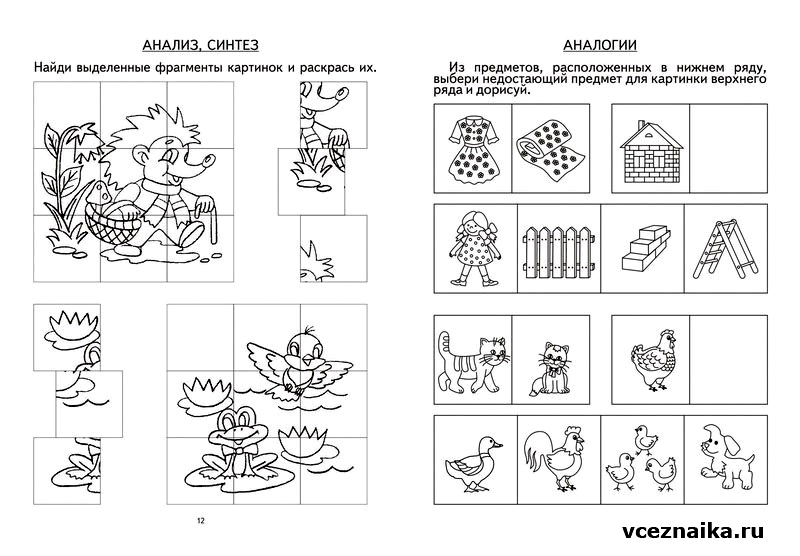 АНАЛИЗ, СИНТЕЗ
Найди выделенные фрагменты картинок и раскрась их.
12
АНАЛОГИИ
Из предметов, расположенных в нижнем ряду,
выбери недостающий предмет для картинки верхнего
ряда и дорисуй.
vceznaika.ru